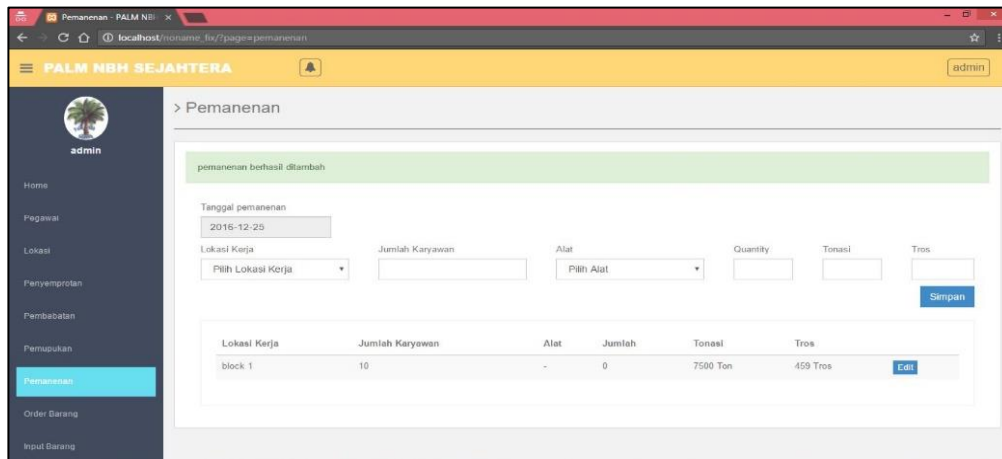 Pemanenan - PALM NBH
localhost/noname_fix/?page=pemanenan
PALM NBH SEJAHTERA
admin
admin
Home
Pegawai
Lokasi
Penyemprotan
Pembabatan
Pemupukan
Pemanenan
Order Barang
Input Barang
> Pemanenan
pemanenan berhasil ditambah
Tanggal pemanenan
2016-12-25
Lokasi Kerja Jumlah Karyawan Alat Quantity Tonasi Tros
Pilih Lokasi Kerja Pilih Alat
Simpan
Lokasi Kerja Jumlah Karyawan Alat Jumlah Tonasi Tros
block 1 10 - 0 7500 Ton 459 Tros Edit